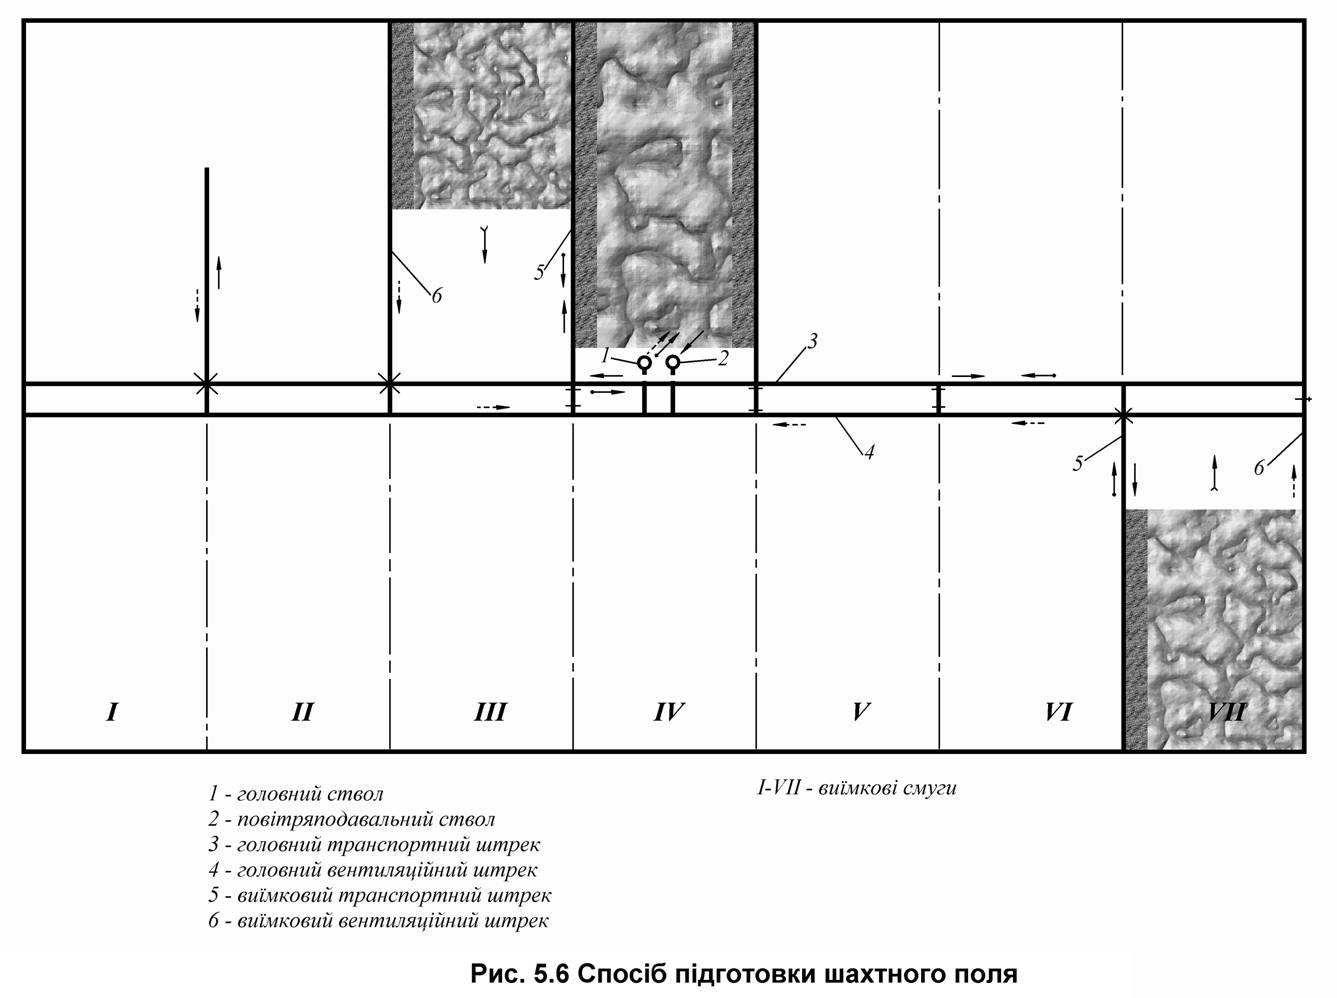 5
6
1
2
3
4
5
6
I
II
III
IV
V
VI
VII
1 - головний ствол
2 - повітряподавальний ствол
3 - головний транспортний штрек
4 - головний вентиляційний штрек
5 - виїмковий транспортний штрек
6 - виїмковий вентиляційний штрек
I-VII - виїмкові смуги
Рис. 5.6 Спосіб підготовки шахтного поля